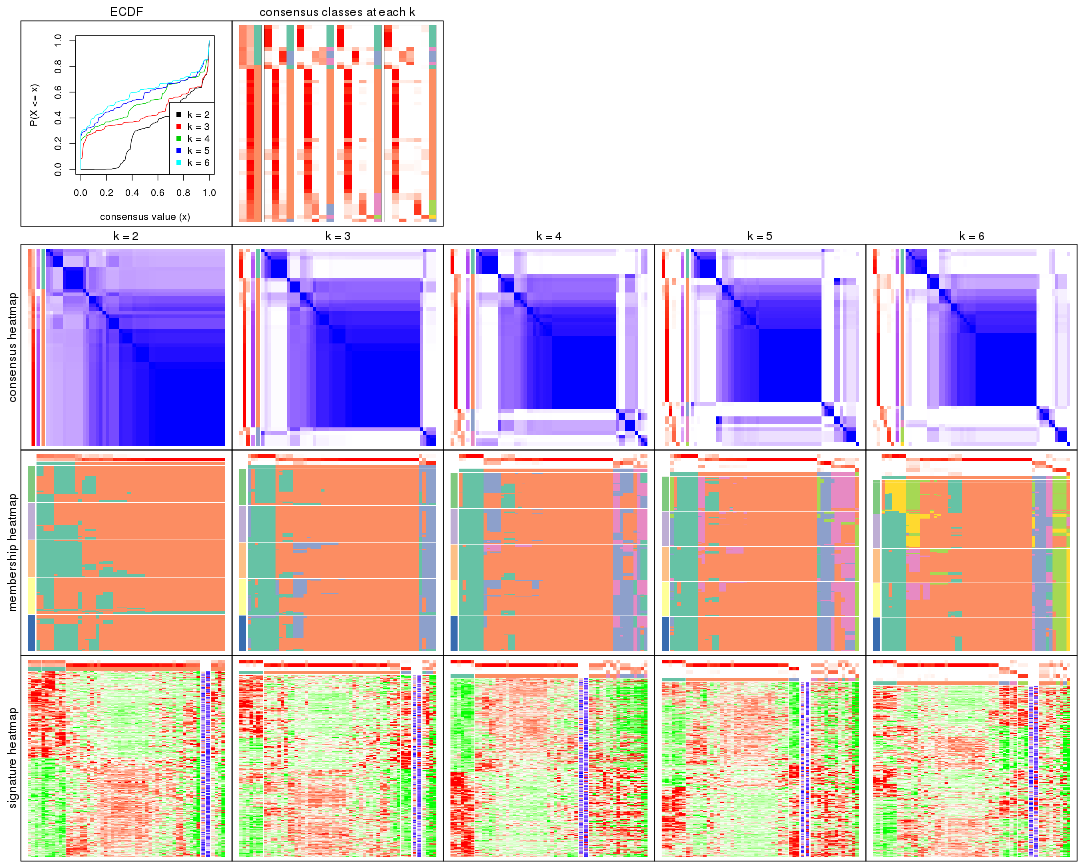 ECDF
consensus classes at each k
P(X <= x)
0.0 0.2 0.4 0.6 0.8 1.0
k = 2
k = 3
k = 4
k = 5
k = 6
0.0 0.2 0.4 0.6 0.8 1.0
consensus value (x)
k = 2 k = 3 k = 4 k = 5 k = 6
consensus heatmap
membership heatmap
signature heatmap